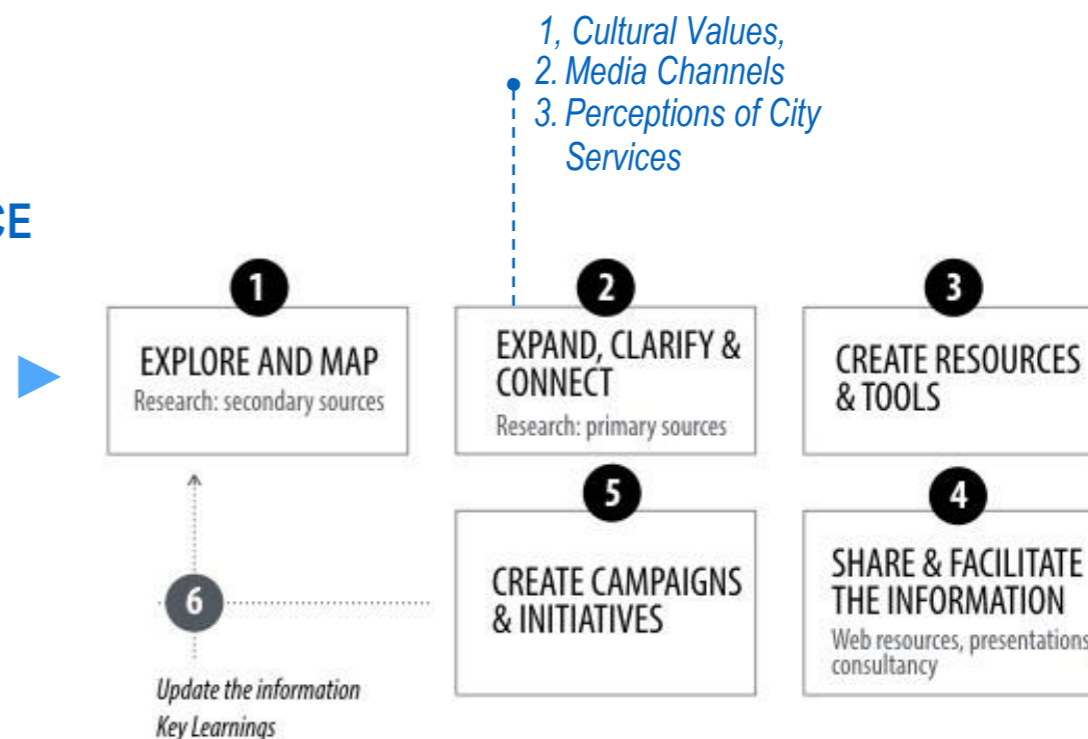 1, Cultural Values,
2. Media Channels
3. Perceptions of City
Services
CE
1
EXPLORE AND MAP
Research: secondary sources
2
EXPAND, CLARIFY &
CONNECT
Research: primary sources
3
CREATE RESOURCES
& TOOLS
4
SHARE & FACILITATE
THE INFORMATION
Web resources, presentations
consultancy
5
CREATE CAMPAIGNS
& INITIATIVES
6
Update the information
Key Learnings